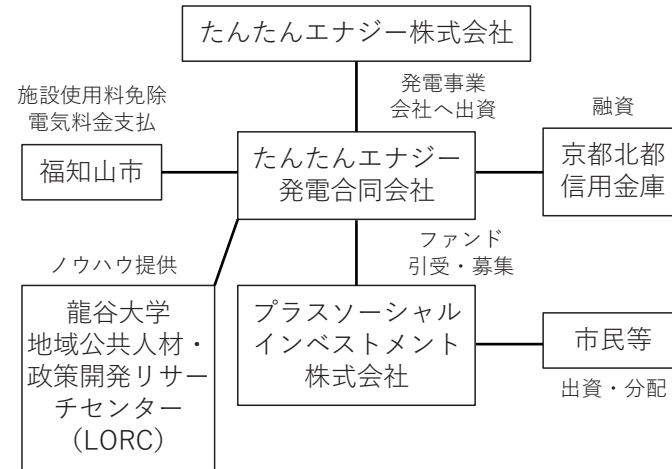 たんたんエナジー株式会社
発電事業
会社へ出資
施設使用料免除
電気料金支払
融資
福知山市
たんたんエナジー
発電合同会社
京都北都
信用金庫
ノウハウ提供
ファンド
引受・募集
龍谷大学
地域公共人材・
政策開発リサー
チセンター
（LORC）
プラスソーシャル
インベストメント
株式会社
市民等
出資・分配